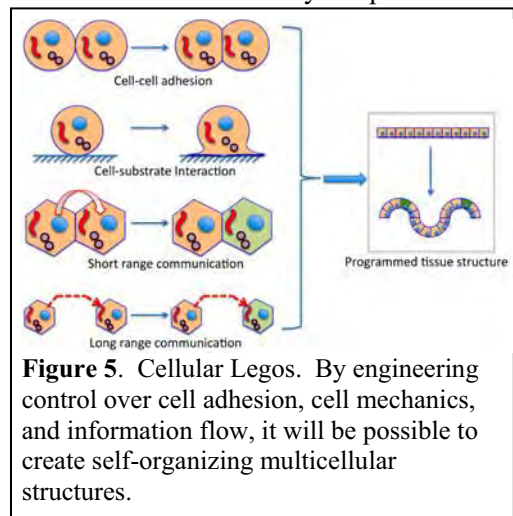 Cell-cell adhesion
Cell-substrate Interaction
Short range communication
Long range communication
Programmed tissue structure
Figure 5. Cellular Legos. By engineering
control over cell adhesion, cell mechanics,
and information flow, it will be possible to
create self-organizing multicellular
structures.